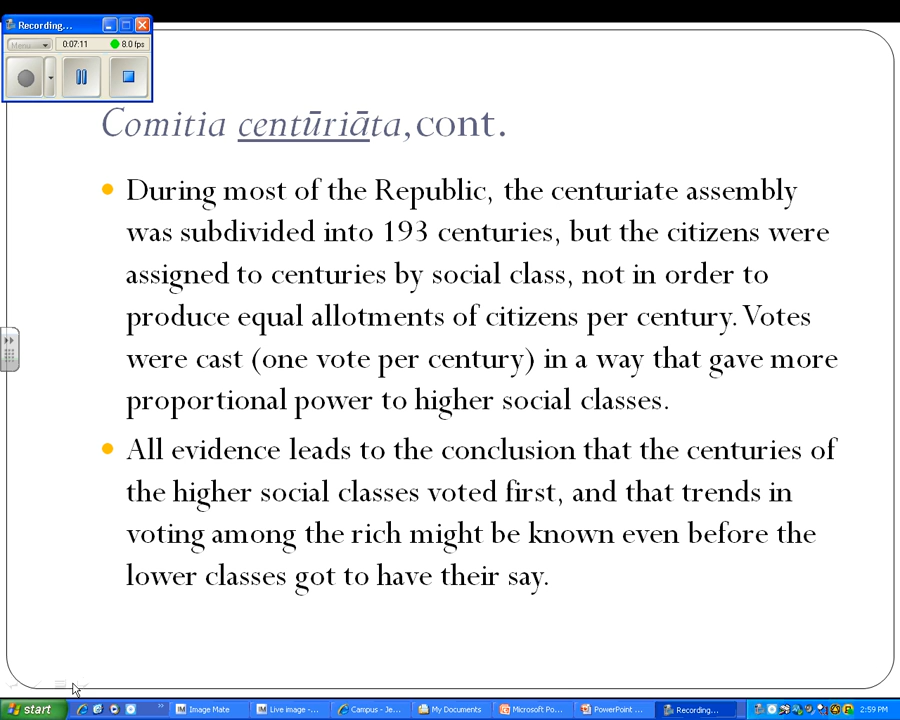 Recording...
Menu
0:07:11
8.0 fps
Comitia centūriāta, cont.
During most of the Republic, the centuriate assembly
was subdivided into 193 centuries, but the citizens were
assigned to centuries by social class, not in order to
produce equal allotments of citizens per century. Votes
were cast (one vote per century) in a way that gave more
proportional power to higher social classes.
All evidence leads to the conclusion that the centuries of
the higher social classes voted first, and that trends in
voting among the rich might be known even before the
lower classes got to have their say.
start
Image Mate
Live image -...
Campus - Je...
My Documents
Microsoft Po...
PowerPoint ...
Recording...
2:59 PM